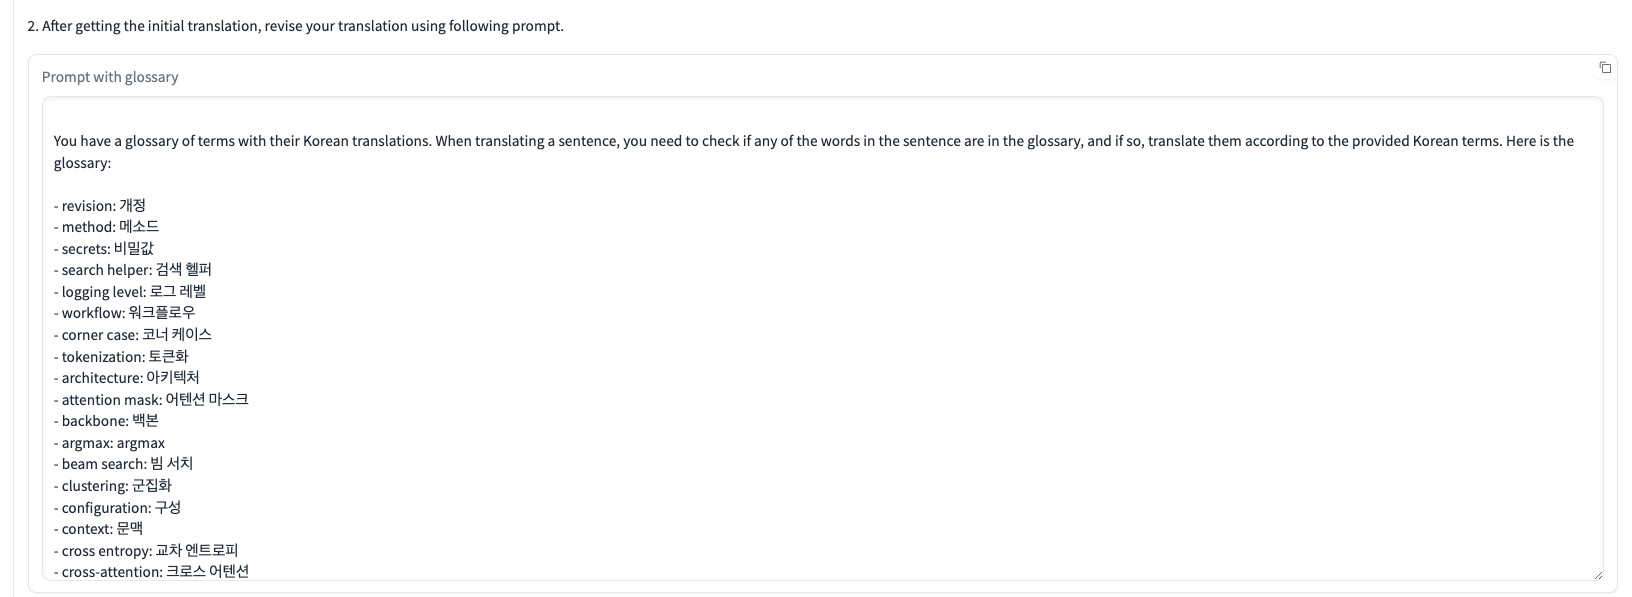 2. After getting the initial translation, revise your translation using following prompt.
Prompt with glossary
You have a glossary of terms with their Korean translations. When translating a sentence, you need to check if any of the words in the sentence are in the glossary, and if so, translate them according to the provided Korean terms. Here is the
glossary:
- revision: 개정
- method: 메소드
- secrets: 비밀값
- search helper: 검색 헬퍼
- logging level: 로그 레벨
- workflow: 워크플로우
- corner case: 코너 케이스
- tokenization: 토큰화
- architecture: 아키텍처
- attention mask: 어텐션 마스크
- backbone: 백본
- argmax: argmax
- beam search: 빔 서치
- clustering: 군집화
- configuration: 구성
- context: 문맥
- cross entropy: 교차 엔트로피
- cross-attention: 크로스 어텐션